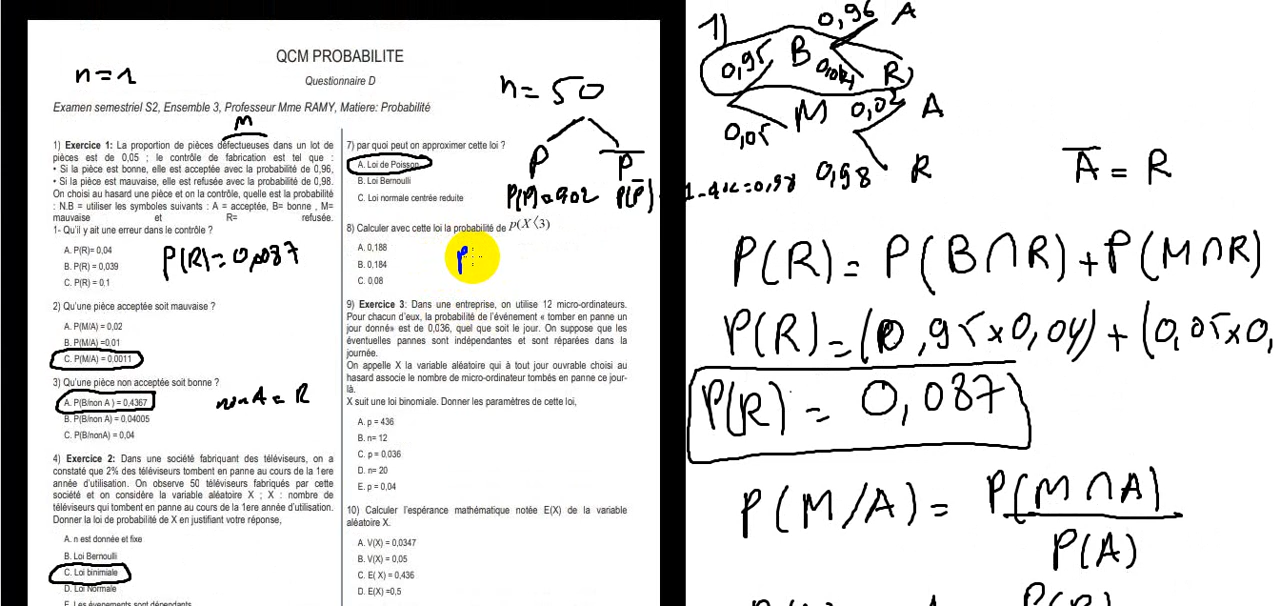 QCM PROBABILITE
Questionnaire D
n=1
n= 50
Examen semestriel S2, Ensemble 3, Professeur Mme RAMY, Matiere: Probabilité
M
1) Exercice 1: La proportion de pièces défectueuses dans un lot de
pièces est de 0,05 ; le contrôle de fabrication est tel que :
• Si la pièce est bonne, elle est acceptée avec la probabilité de 0,96,
• Si la pièce est mauvaise, elle est refusée avec la probabilité de 0,98.
On choisi au hasard une pièce et on la contrôle, quelle est la probabilité
: N.B = utiliser les symboles suivants : A = acceptée, B= bonne , M=
mauvaise et R= refusée.
1- Qu'il y ait une erreur dans le contrôle ?
A. P(R)= 0,04
B. P(R) = 0,039
C. P(R) = 0,1
P(R)=0,087
2) Qu'une pièce acceptée soit mauvaise ?
A. P(M/A) = 0,02
B. P(M/A) =0.01
C. P(M/A) = 0,0011
3) Qu'une pièce non acceptée soit bonne ?
A. P(B/non A ) = 0,4367
B. P(B/non A) = 0.04005
C. P(B/nonA) = 0,04
non A = R
4) Exercice 2: Dans une société fabriquant des téléviseurs, on a
constaté que 2% des téléviseurs tombent en panne au cours de la 1ere
année d'utilisation. On observe 50 téléviseurs fabriqués par cette
société et on considère la variable aléatoire X ; X : nombre de
téléviseurs qui tombent en panne au cours de la 1ere année d'utilisation.
Donner la loi de probabilité de X en justifiant votre réponse,
A. n est donnée et fixe
B. Loi Bernoulli
C. Loi binimiale
D. Loi Normale
E. Les évenements sont dépendants
7) par quoi peut on approximer cette loi ?
A. Loi de Poisson
B. Loi Bernoulli
C. Loi normale centrée reduite
P P̅
P(P)=0,02 P(P̅)
8) Calculer avec cette loi la probabilité de p(X⟨3)
A. 0,188
B. 0,184
C. 0,08
P
9) Exercice 3: Dans une entreprise, on utilise 12 micro-ordinateurs.
Pour chacun d'eux, la probabilité de l'événement « tomber en panne un
jour donné» est de 0,036, quel que soit le jour. On suppose que les
éventuelles pannes sont indépendants et sont réparées dans la
journée.
On appelle X la variable aléatoire qui à tout jour ouvrable choisi au
hasard associe le nombre de micro-ordinateur tombés en panne ce jour-
là.
X suit une loi binomiale. Donner les paramètres de cette loi,
A. p = 436
B. n= 12
C. p = 0.036
D. n= 20
E. p = 0,04
10) Calculer l'espérance mathématique notée E(X) de la variable
aléatoire X.
A. V(X) = 0,0347
B. V(X) = 0,05
C. E( X) = 0,436
D. E(X) =0,5
1) 0,96 A
0,95 B 0,04 R
0,05 M 0,02 A
0,98 R
A̅ = R
P(R)= P(B∩R)+P(M∩R)
P(R)=(0,95x0,04)+(0,05x0,
P(R)= 0,087
P(M/A)= P(M∩A)
P(A)